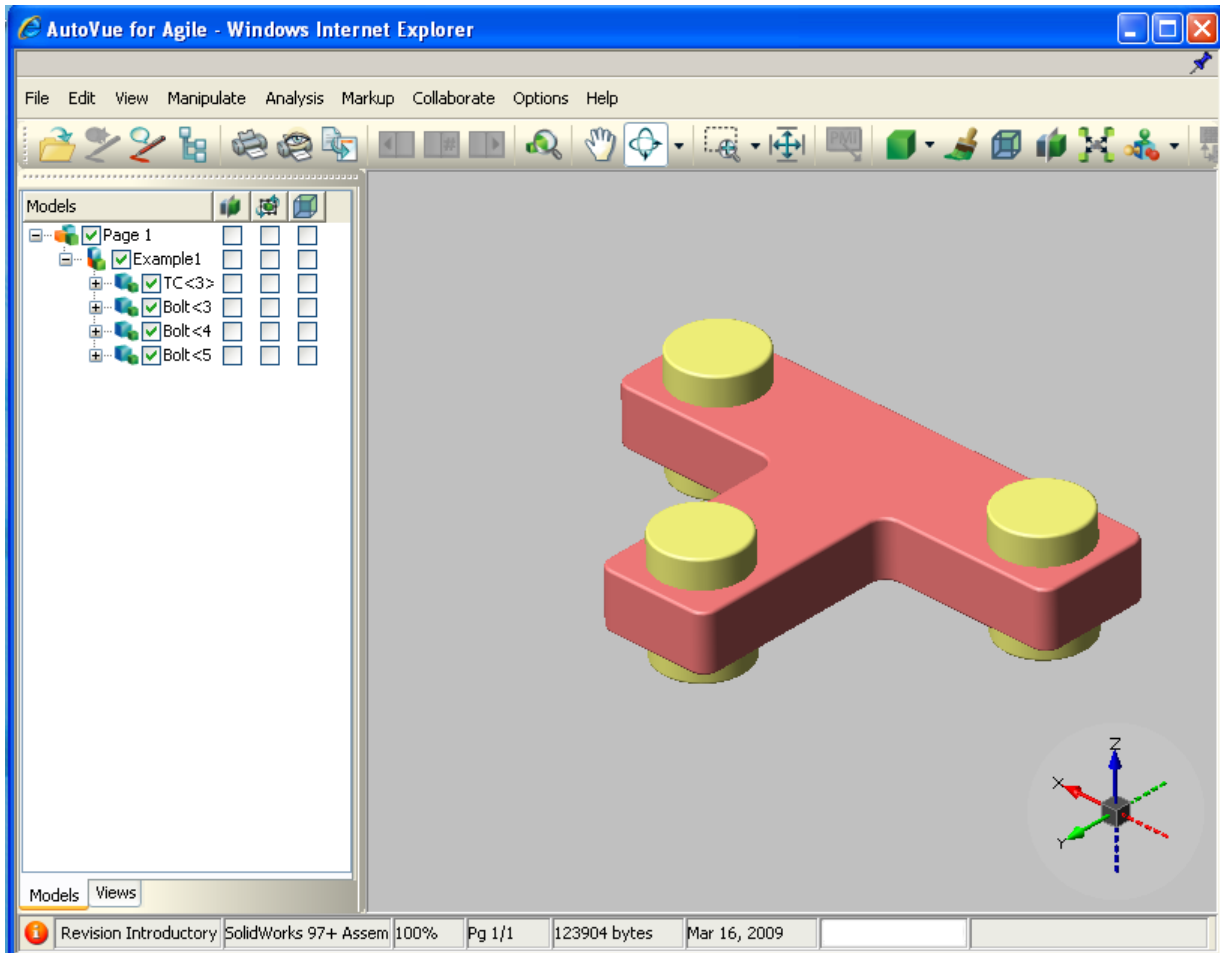 AutoVue for Agile - Windows Internet Explorer
File Edit View Manipulate Analysis Markup Collaborate Options Help
PMI
Models
Page 1
Example1
TC<3>
Bolt<3
Bolt<4
Bolt<5
Z
X
Y
Models Views
Revision Introductory SolidWorks 97+ Assem 100% Pg 1/1 123904 bytes Mar 16, 2009